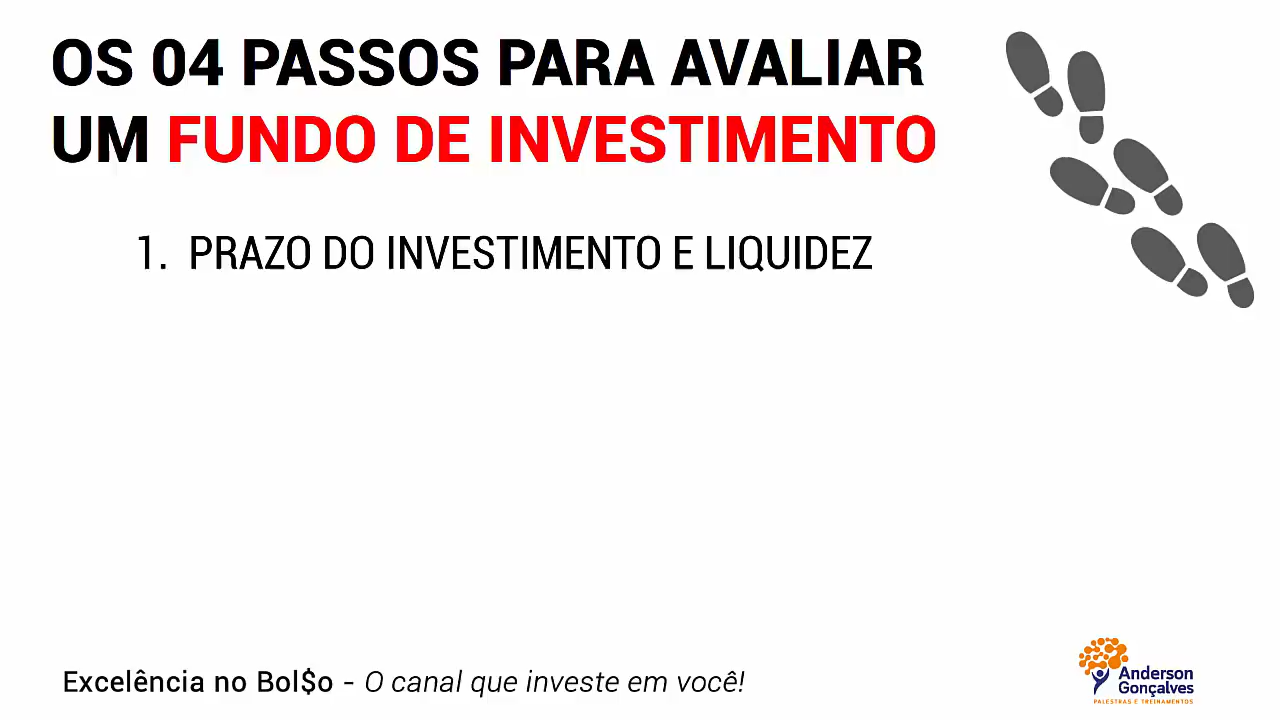 OS 04 PASSOS PARA AVALIAR
UM FUNDO DE INVESTIMENTO
1. PRAZO DO INVESTIMENTO E LIQUIDEZ
Excelência no Bol$o - O canal que investe em você!
Anderson
Gonçalves
PALESTRAS E TREINAMENTOS